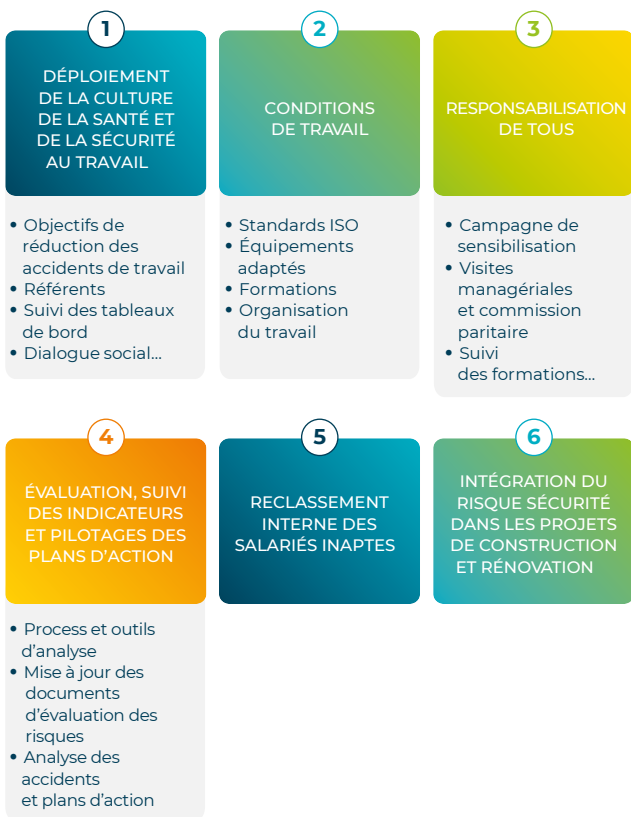 1
DÉPLOIEMENT
DE LA CULTURE
DE LA SANTÉ ET
DE LA SÉCURITÉ
AU TRAVAIL
• Objectifs de
réduction des
accidents de travail
• Référents
• Suivi des tableaux
de bord
• Dialogue social...
2
CONDITIONS
DE TRAVAIL
• Standards ISO
• Équipements
adaptés
• Formations
• Organisation
du travail
3
RESPONSABILISATION
DE TOUS
• Campagne de
sensibilisation
• Visites
managériales
et commission
paritaire
• Suivi
des formations...
4
ÉVALUATION, SUIVI
DES INDICATEURS
ET PILOTAGES DES
PLANS D'ACTION
• Process et outils
d'analyse
• Mise à jour des
documents
d'évaluation des
risques
• Analyse des
accidents
et plans d'action
5
RECLASSEMENT
INTERNE DES
SALARIÉS INAPTES
6
INTÉGRATION DU
RISQUE SÉCURITÉ
DANS LES PROJETS
DE CONSTRUCTION
ET RÉNOVATION